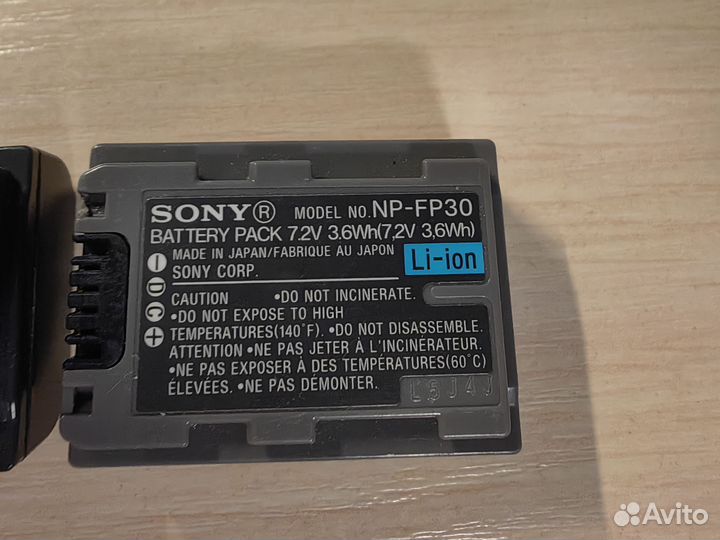 SONY® MODEL NO. NP-FP30
BATTERY PACK 7.2V 3.6Wh(7,2V 3,6Wh)
MADE IN JAPAN/FABRIQUE AU JAPON
SONY CORP.
Li-ion
CAUTION •DO NOT INCINERATE.
•DO NOT EXPOSE TO HIGH
TEMPERATURES(140°F). •DO NOT DISASSEMBLE.
ATTENTION •NE PAS JETER À L'INCINÉRATEUR.
•NE PAS EXPOSER À DES TEMPÉRATURES(60°C)
ÉLEVÉES. •NE PAS DÉMONTER.
D
C
L5J4J
Avito